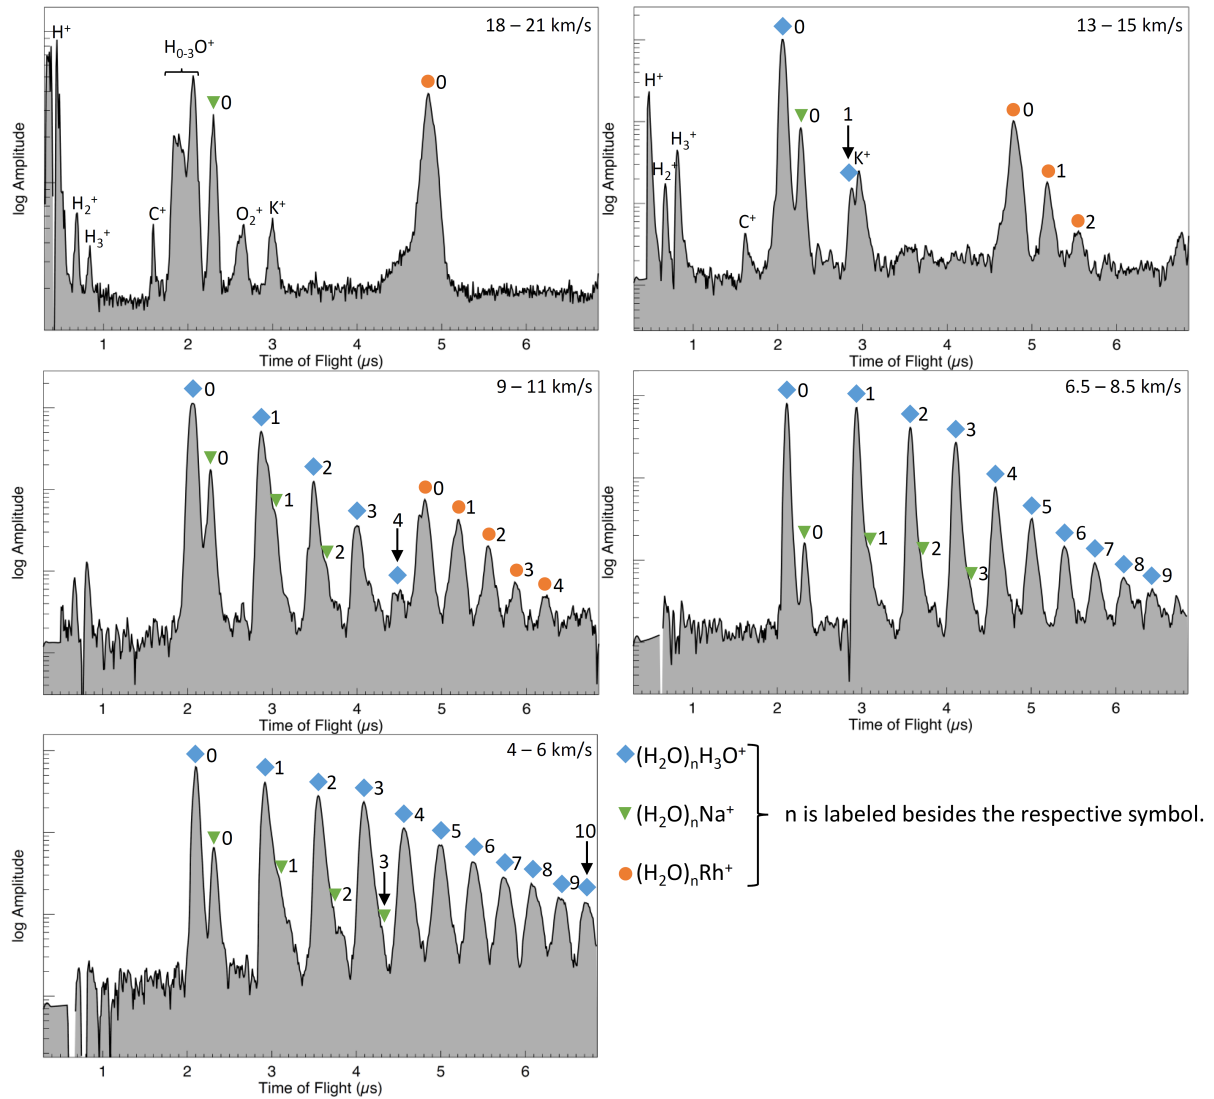 18 – 21 km/s
H+
H0-3O+
0
0
H2+
H3+
C+
O2+
K+
log Amplitude
1 2 3 4 5 6
Time of Flight (µs)
13 – 15 km/s
0
H+
0
0
1
H3+
K+
H2+
1
C+
2
log Amplitude
1 2 3 4 5 6
Time of Flight (µs)
9 – 11 km/s
0
1
0
2
0
1
3
4
1
2
2
3
4
log Amplitude
1 2 3 4 5 6
Time of Flight (µs)
6.5 – 8.5 km/s
0
1
2
3
4
5
0
1
6
2
7
8
3
9
log Amplitude
1 2 3 4 5 6
Time of Flight (µs)
4 – 6 km/s
0
1
2
3
4
5
10
0
6
3
1
7
8
2
9
log Amplitude
1 2 3 4 5 6
Time of Flight (µs)
(H2O)nH3O+
(H2O)nNa+
n is labeled besides the respective symbol.
(H2O)nRh+